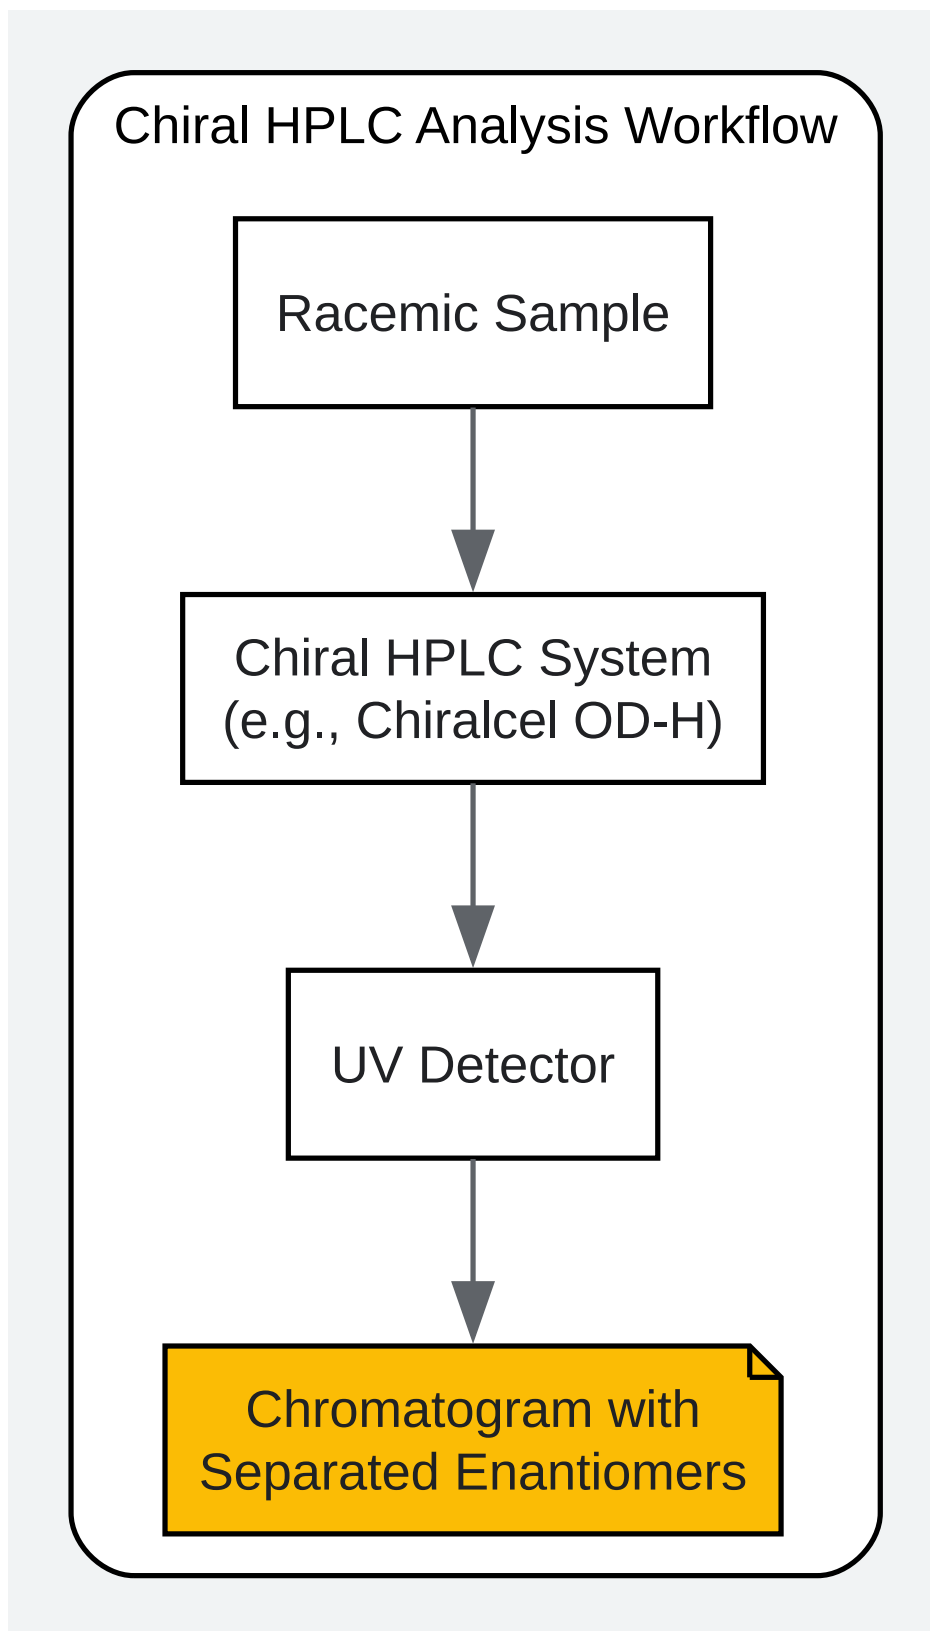 Chiral HPLC Analysis Workflow
Racemic Sample
Chiral HPLC System
(e.g., Chiralcel OD-H)
UV Detector
Chromatogram with
Separated Enantiomers